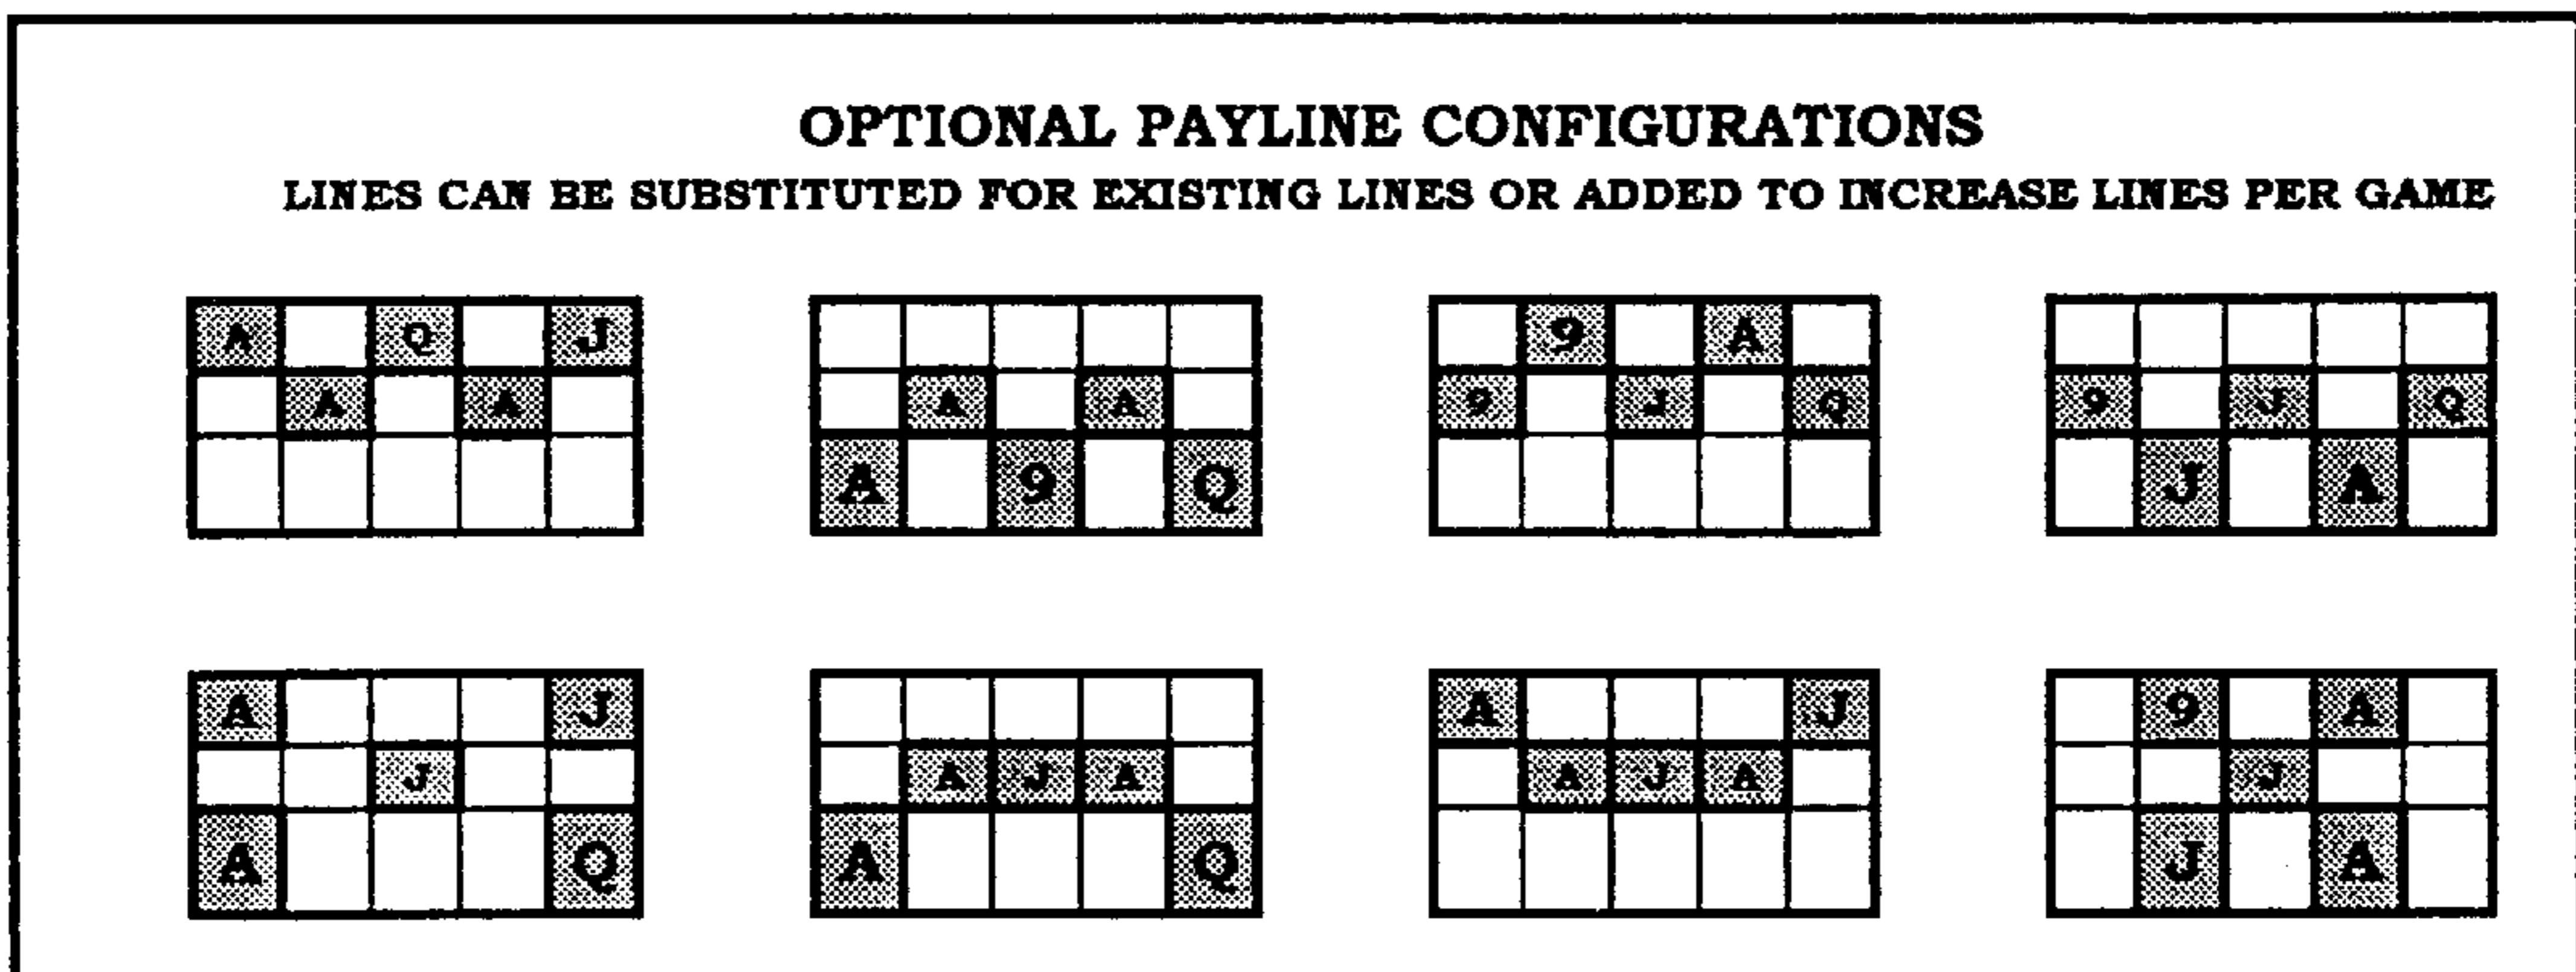 OPTIONAL PAYLINE CONFIGURATIONS
LINES CAN BE SUBSTITUTED FOR EXISTING LINES OR ADDED TO INCREASE LINES PER GAME
A Q J
A A
A A
A 9 Q
9 A
9 J Q
9 J Q
J A
A J
J
A Q
A J A
A Q
A J
A J A
9 A
J
J A